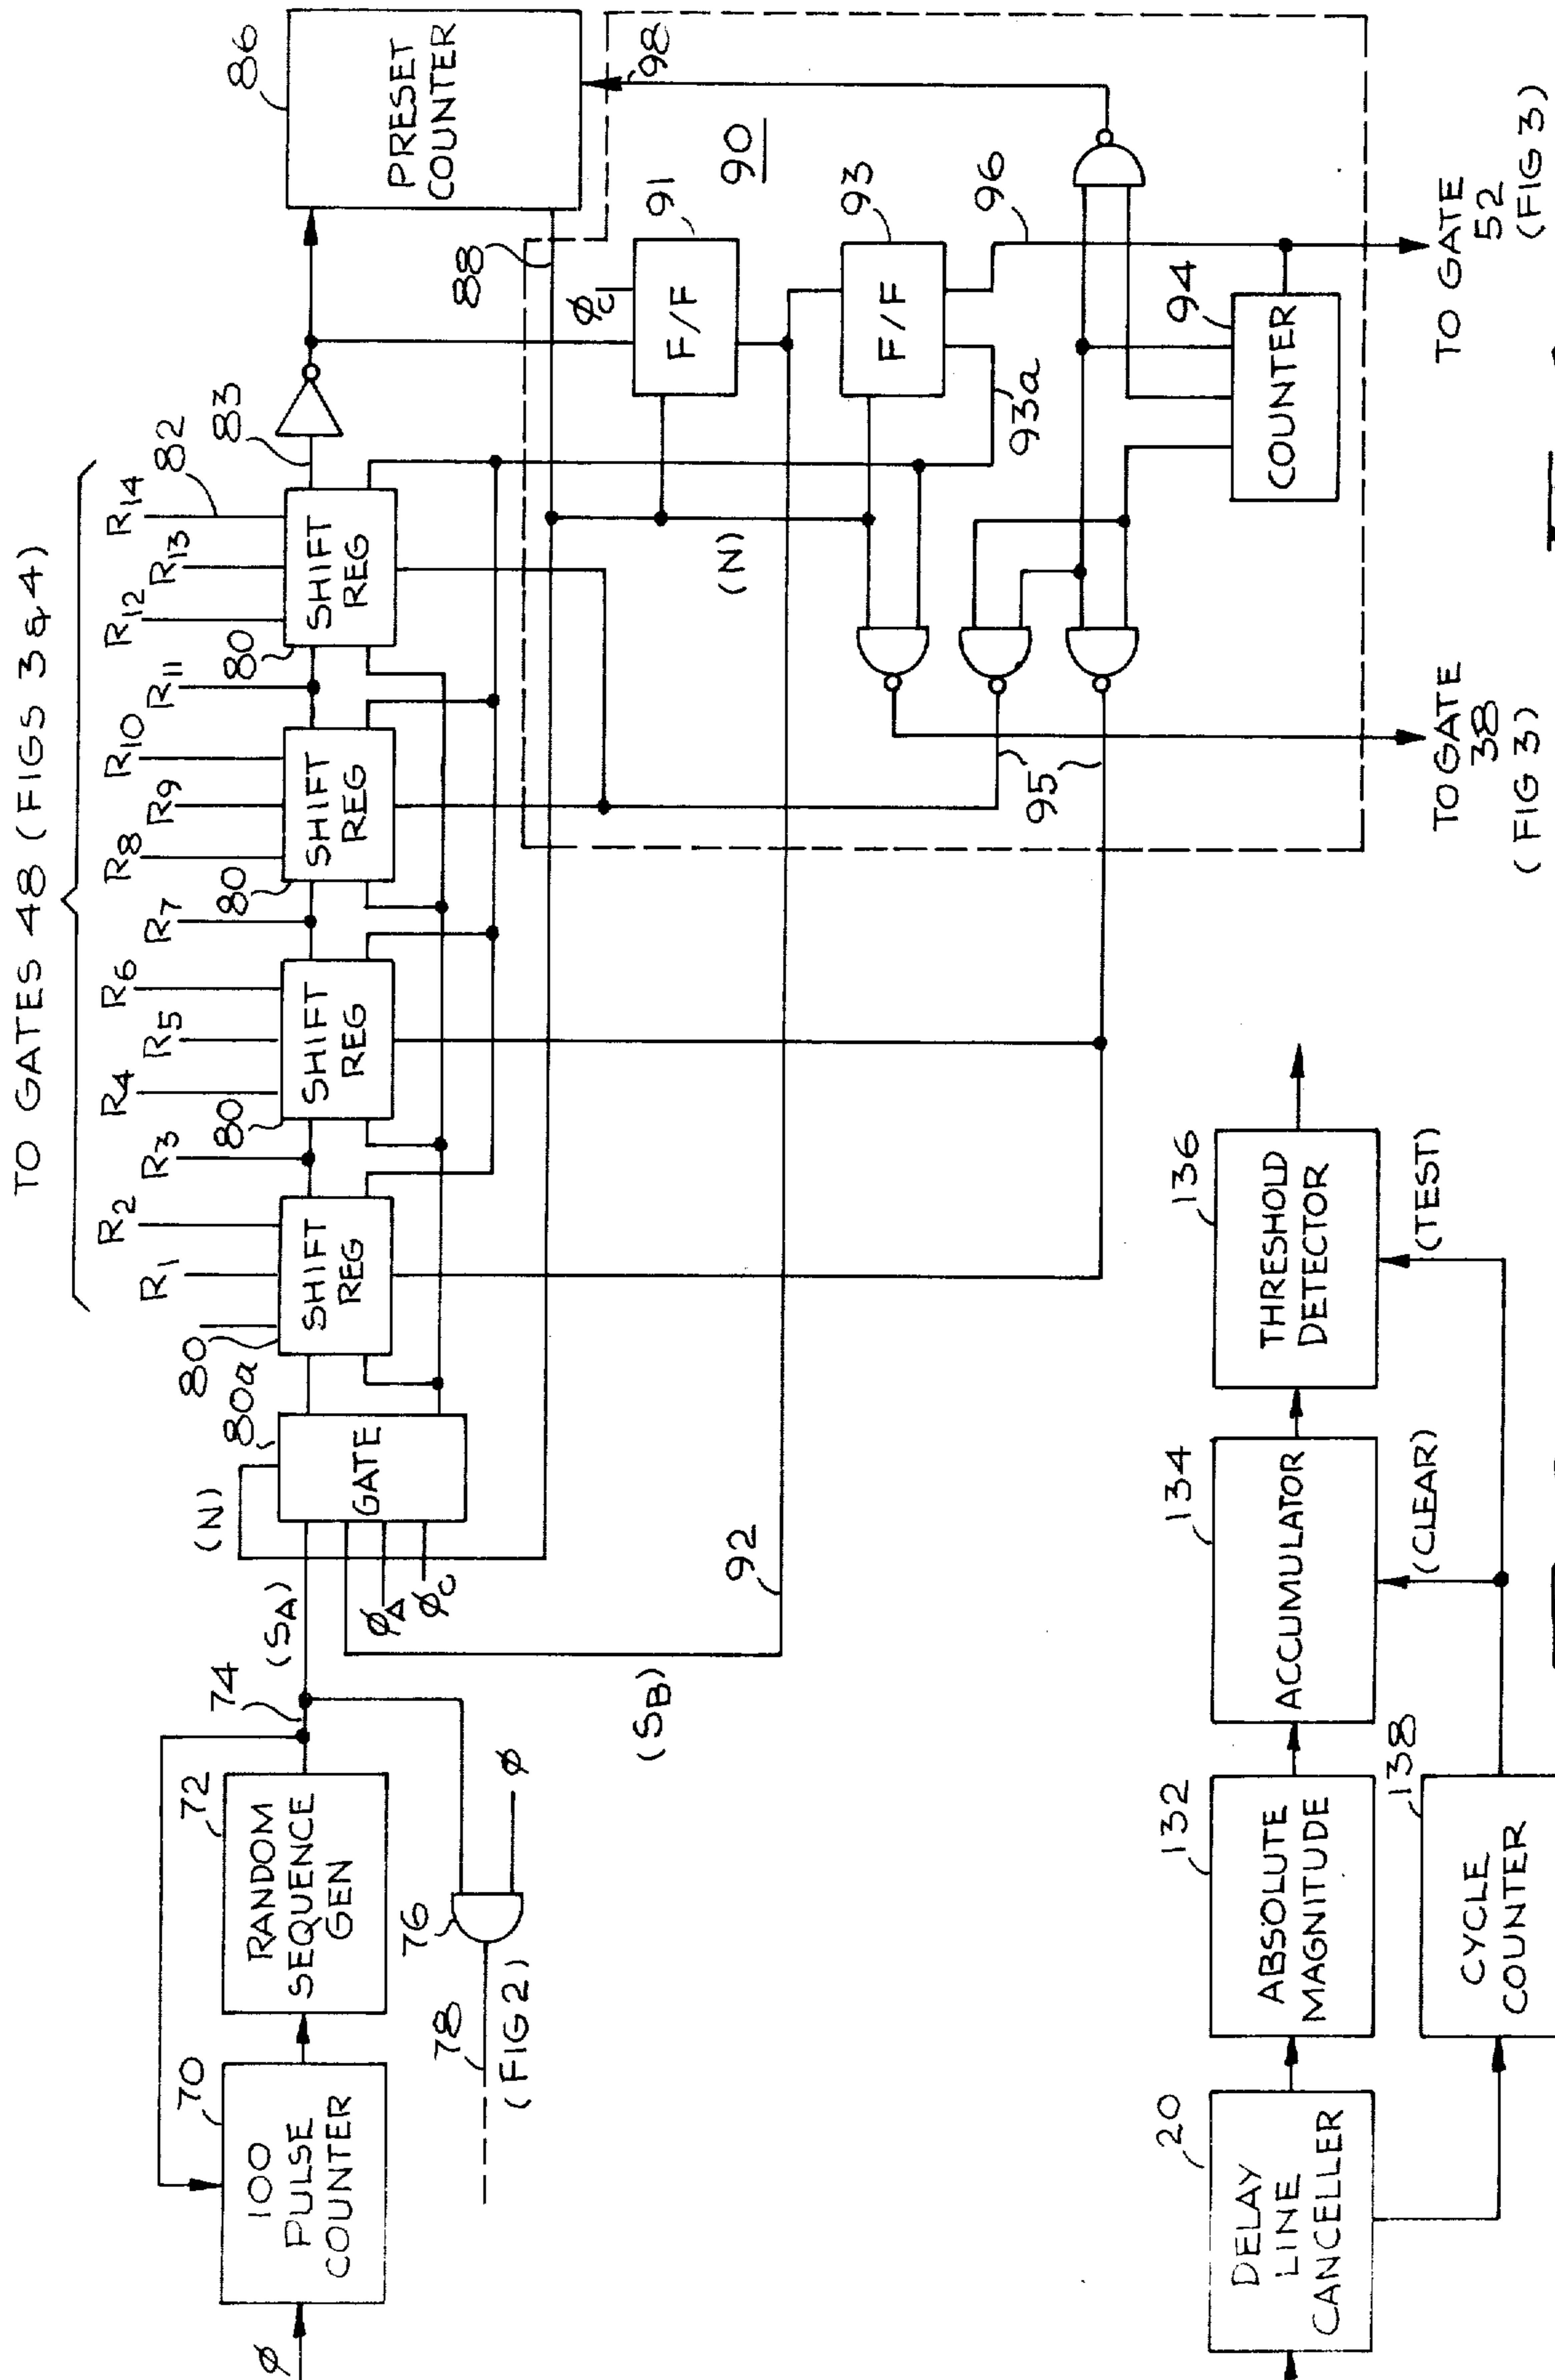 TO GATES 48 (FIGS 3 & 4)
R1
R2
R3
R4
R5
R6
R7
R8
R9
R10
R11
R12
R13
R14
82
83
86
80
80
80
80
80a
SHIFT
REG
SHIFT
REG
SHIFT
REG
SHIFT
REG
PRESET
COUNTER
(N)
GATE
(SA)
74
ØA
ØC
(SB)
92
Ø
70
100
PULSE
COUNTER
72
RANDOM
SEQUENCE
GEN
76
Ø
78
(FIG 2)
88
ØC
F/F
91
90
98
(N)
F/F
93
93a
96
94
COUNTER
95
TO GATE
38
(FIG 3)
TO GATE
52
(FIG 3)
20
DELAY
LINE
CANCELLER
132
ABSOLUTE
MAGNITUDE
134
ACCUMULATOR
136
THRESHOLD
DETECTOR
(CLEAR)
(TEST)
138
CYCLE
COUNTER